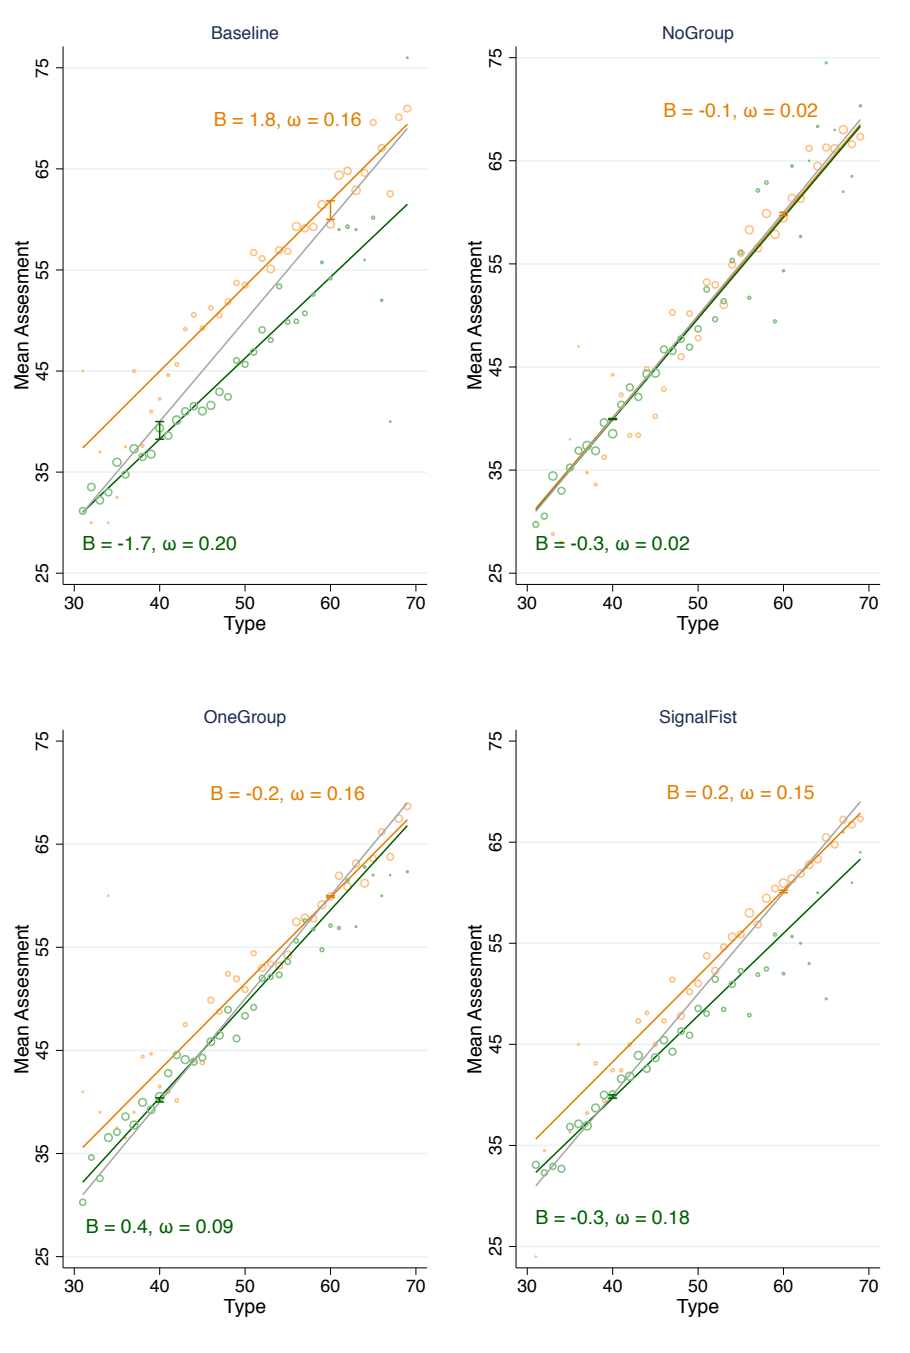 Baseline
Mean Assesment
75
65
55
45
35
25
B = 1.8, ω = 0.16
B = -1.7, ω = 0.20
30 40 50 60 70
Type
NoGroup
Mean Assesment
75
65
55
45
35
25
B = -0.1, ω = 0.02
B = -0.3, ω = 0.02
30 40 50 60 70
Type
OneGroup
Mean Assesment
75
65
55
45
35
25
B = -0.2, ω = 0.16
B = 0.4, ω = 0.09
30 40 50 60 70
Type
SignalFist
Mean Assesment
75
65
55
45
35
25
B = 0.2, ω = 0.15
B = -0.3, ω = 0.18
30 40 50 60 70
Type